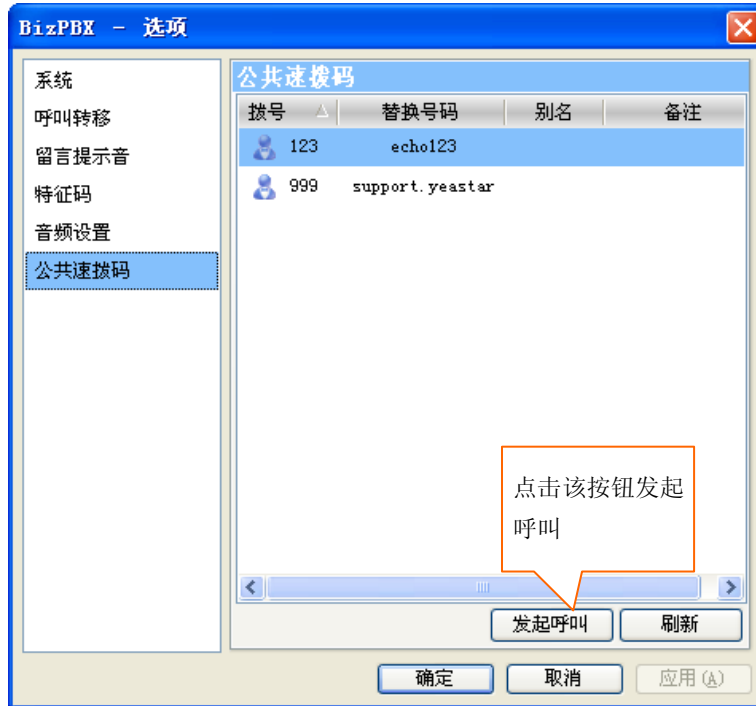 BizPBX - 选项
系统
呼叫转移
留言提示音
特征码
音频设置
公共速拨码
公共速拨码
拨号 替换号码 别名 备注
123 echo123
999 support.yeastar
点击该按钮发起
呼叫
发起呼叫 刷新
确定 取消 应用(A)